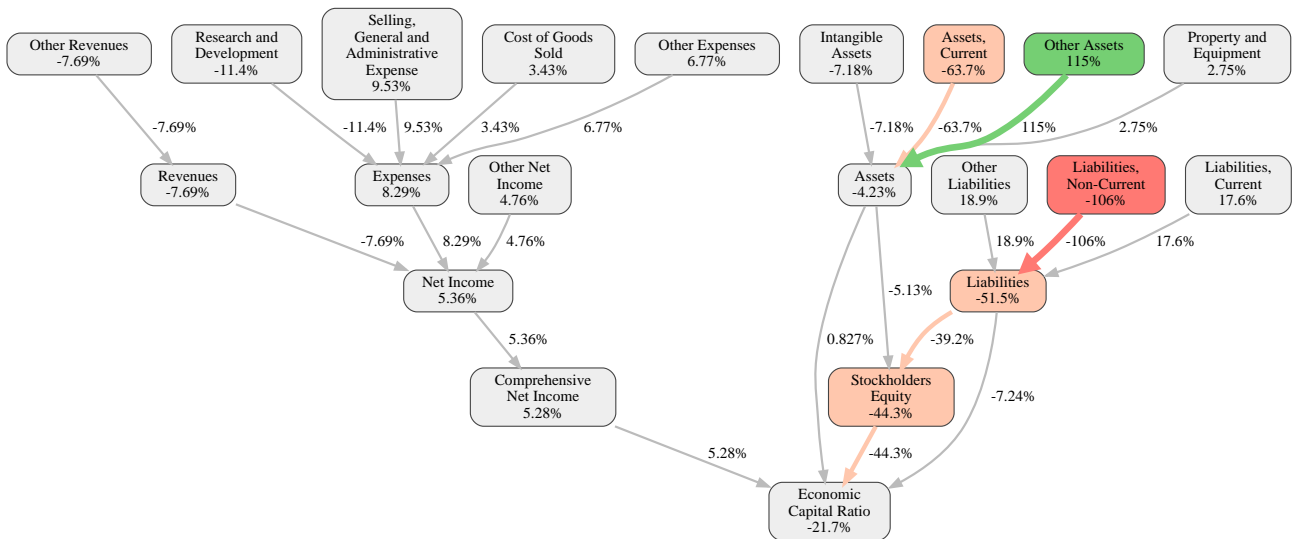 Other Revenues
-7.69%
Research and
Development
-11.4%
Selling,
General and
Administrative
Expense
9.53%
Cost of Goods
Sold
3.43%
Other Expenses
6.77%
Intangible
Assets
-7.18%
Assets,
Current
-63.7%
Other Assets
115%
Property and
Equipment
2.75%
-7.69%
-11.4%
9.53%
3.43%
6.77%
-7.18%
-63.7%
115%
2.75%
Revenues
-7.69%
Expenses
8.29%
Other Net
Income
4.76%
Assets
-4.23%
Other
Liabilities
18.9%
Liabilities,
Non-Current
-106%
Liabilities,
Current
17.6%
-7.69%
8.29%
4.76%
18.9%
-106%
17.6%
Net Income
5.36%
-5.13%
Liabilities
-51.5%
5.36%
0.827%
-39.2%
Comprehensive
Net Income
5.28%
Stockholders
Equity
-44.3%
-7.24%
5.28%
-44.3%
Economic
Capital Ratio
-21.7%